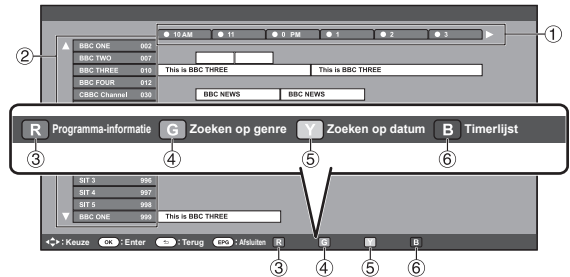 10 AM 11 0 PM 1 2 3 ①
②
BBC ONE 002
BBC TWO 007
BBC THREE 010 This is BBC THREE This is BBC THREE
BBC FOUR 012
CBBC Channel 030 BBC NEWS BBC NEWS
R Programma-informatie G Zoeken op genre Y Zoeken op datum B Timerlijst
③ ④ ⑤ ⑥
SIT 3 996
SIT 4 997
SIT 5 998
BBC ONE 999 This is BBC THREE
: Keuze OK : Enter : Terug EPG : Afsluiten R G Y B
③ ④ ⑤ ⑥